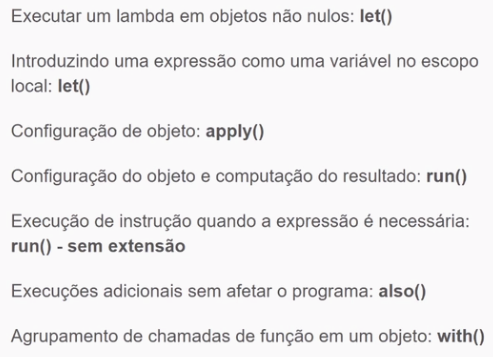 Executar um lambda em objetos não nulos: let()
Introduzindo uma expressão como uma variável no escopo
local: let()
Configuração de objeto: apply()
Configuração do objeto e computação do resultado: run()
Execução de instrução quando a expressão é necessária:
run() - sem extensão
Execuções adicionais sem afetar o programa: also()
Agrupamento de chamadas de função em um objeto: with()